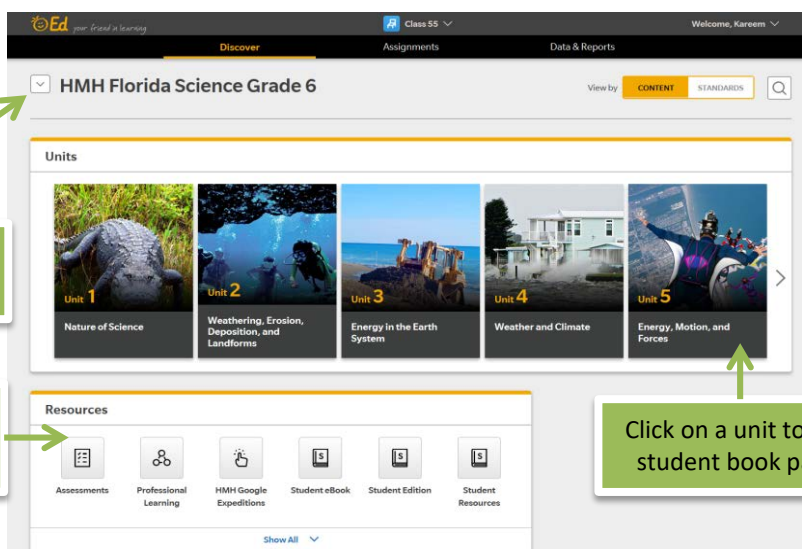 Ed your friend in learning
Class 55
Welcome, Kareem
Discover
Assignments
Data & Reports
HMH Florida Science Grade 6
View by
CONTENT
STANDARDS
Units
Unit 1
Nature of Science
Unit 2
Weathering, Erosion,
Deposition, and
Landforms
Unit 3
Energy in the Earth
System
Unit 4
Weather and Climate
Unit 5
Energy, Motion, and
Forces
Resources
Assessments
Professional
Learning
HMH Google
Expeditions
Student eBook
Student Edition
Student
Resources
Show All
Click on a unit to
student book p